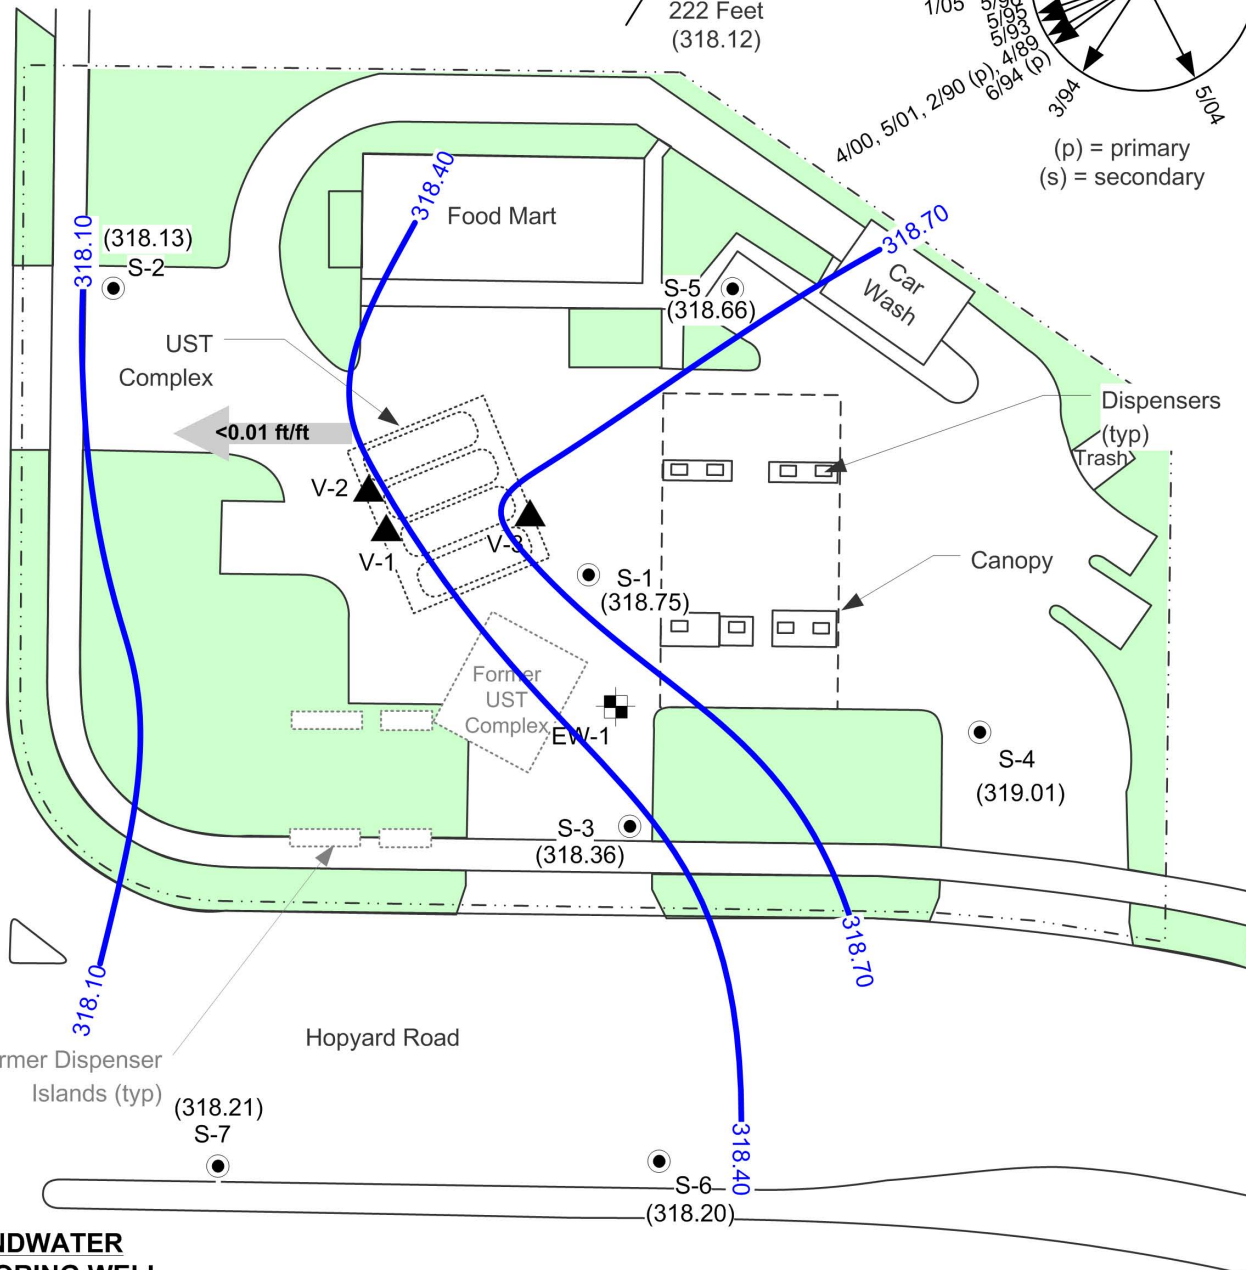 222 Feet
(318.12)
1/05
5/95
5/93
4/00, 5/01, 2/90 (p), 4/89
6/94 (p)
3/94
5/04
(p) = primary
(s) = secondary
318.40
Food Mart
318.70
318.10
(318.13)
S-2
Car
Wash
S-5
(318.66)
UST
Complex
<0.01 ft/ft
Dispensers
(typ)
Trash
V-2
V-1
V-3
Canopy
S-1
(318.75)
Former
UST
Complex
EW-1
S-4
(319.01)
S-3
(318.36)
318.70
318.10
Hopyard Road
rmer Dispenser
Islands (typ)
(318.21)
S-7
318.40
S-6
(318.20)
NDWATER